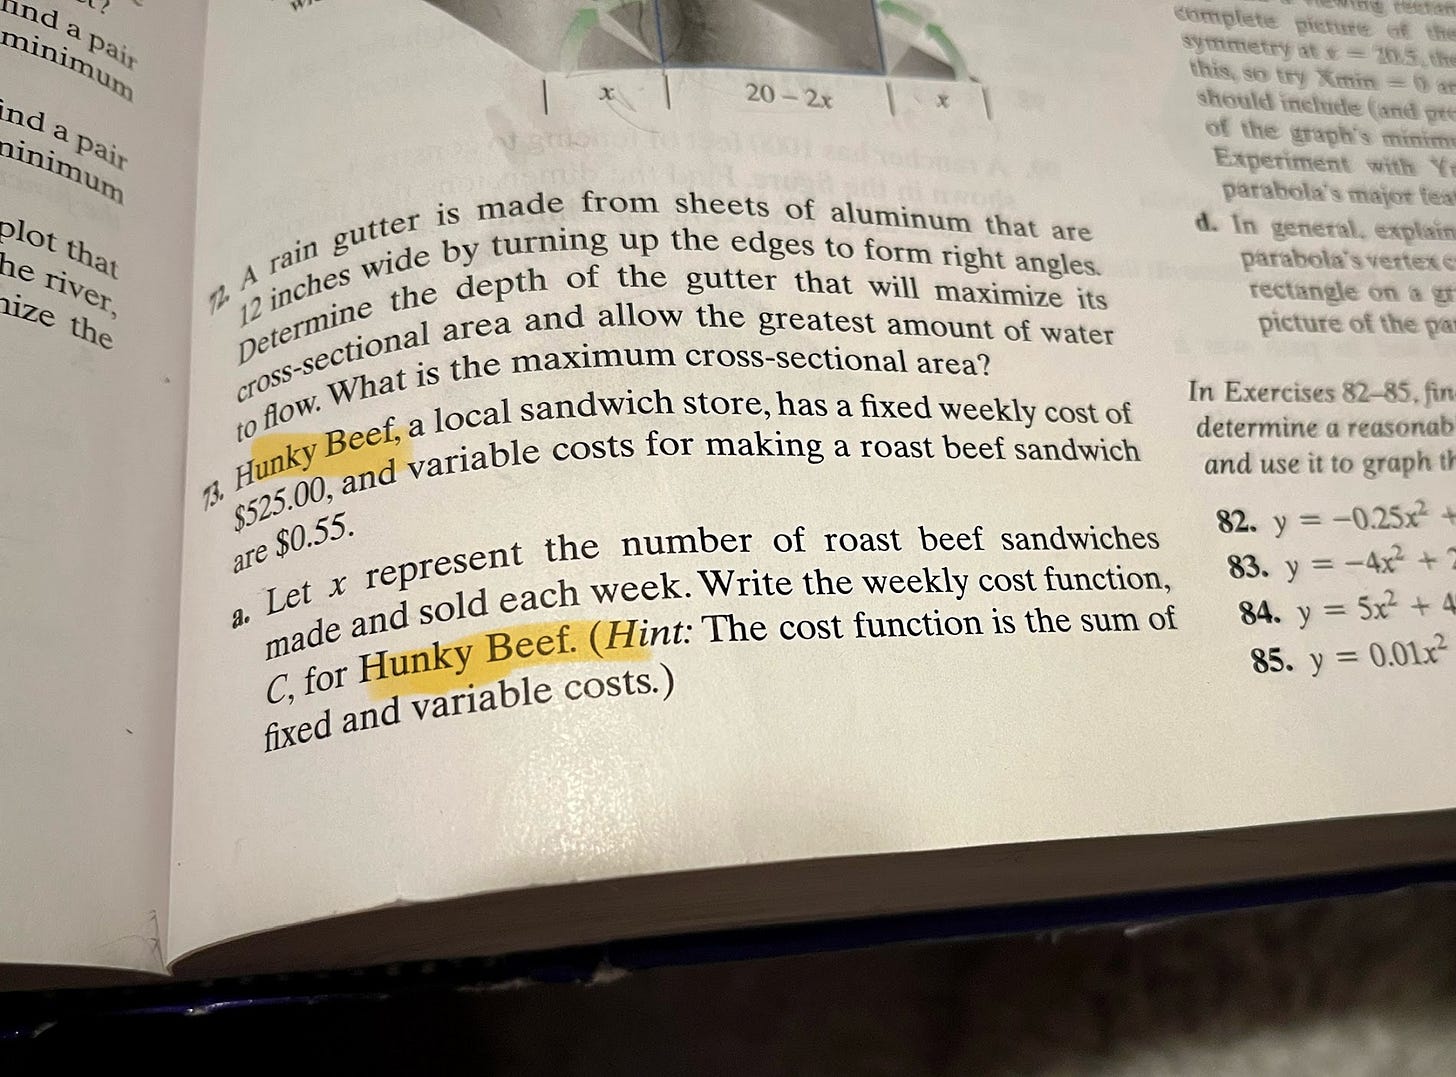 find a pair
minimum
ind a pair
minimum
plot that
he river,
nize the
x
20 – 2x
x
72. A rain gutter is made from sheets of aluminum that are
12 inches wide by turning up the edges to form right angles.
Determine the depth of the gutter that will maximize its
cross-sectional area and allow the greatest amount of water
to flow. What is the maximum cross-sectional area?
73. Hunky Beef, a local sandwich store, has a fixed weekly cost of
$525.00, and variable costs for making a roast beef sandwich
are $0.55.
a. Let x represent the number of roast beef sandwiches
made and sold each week. Write the weekly cost function,
C, for Hunky Beef. (Hint: The cost function is the sum of
fixed and variable costs.)
complete picture of the
symmetry at x = 20.5, the
this, so try Xmin = 0 an
should include (and pr
of the graph's minim
Experiment with
parabola's major fea
d. In general, explain
parabola's vertex c
rectangle on a gr
picture of the pa
In Exercises 82–85, fin
determine a reasonab
and use it to graph th
82. y = −0.25x² +
83. y = −4x² +
84. y = 5x² + 4
85. y = 0.01x²